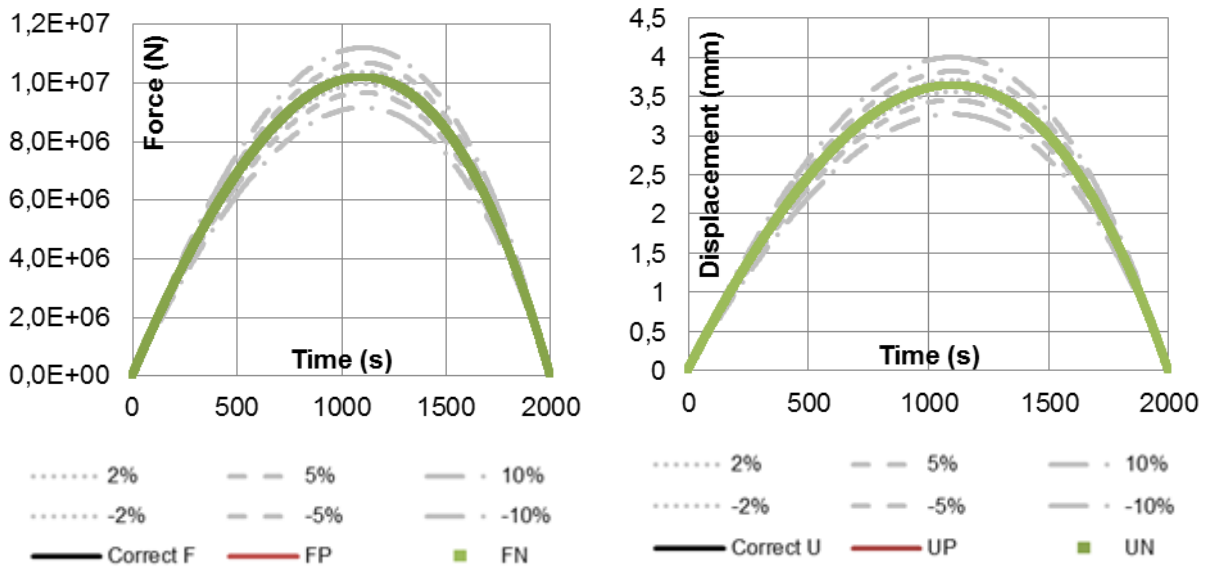 1,2E+07
1,0E+07
8,0E+06
6,0E+06
4,0E+06
2,0E+06
0,0E+00
Force (N)
Time (s)
0 500 1000 1500 2000
2% 5% 10%
-2% -5% -10%
Correct F FP FN
4,5
4
3,5
3
2,5
2
1,5
1
0,5
0
Displacement (mm)
Time (s)
0 500 1000 1500 2000
2% 5% 10%
-2% -5% -10%
Correct U UP UN